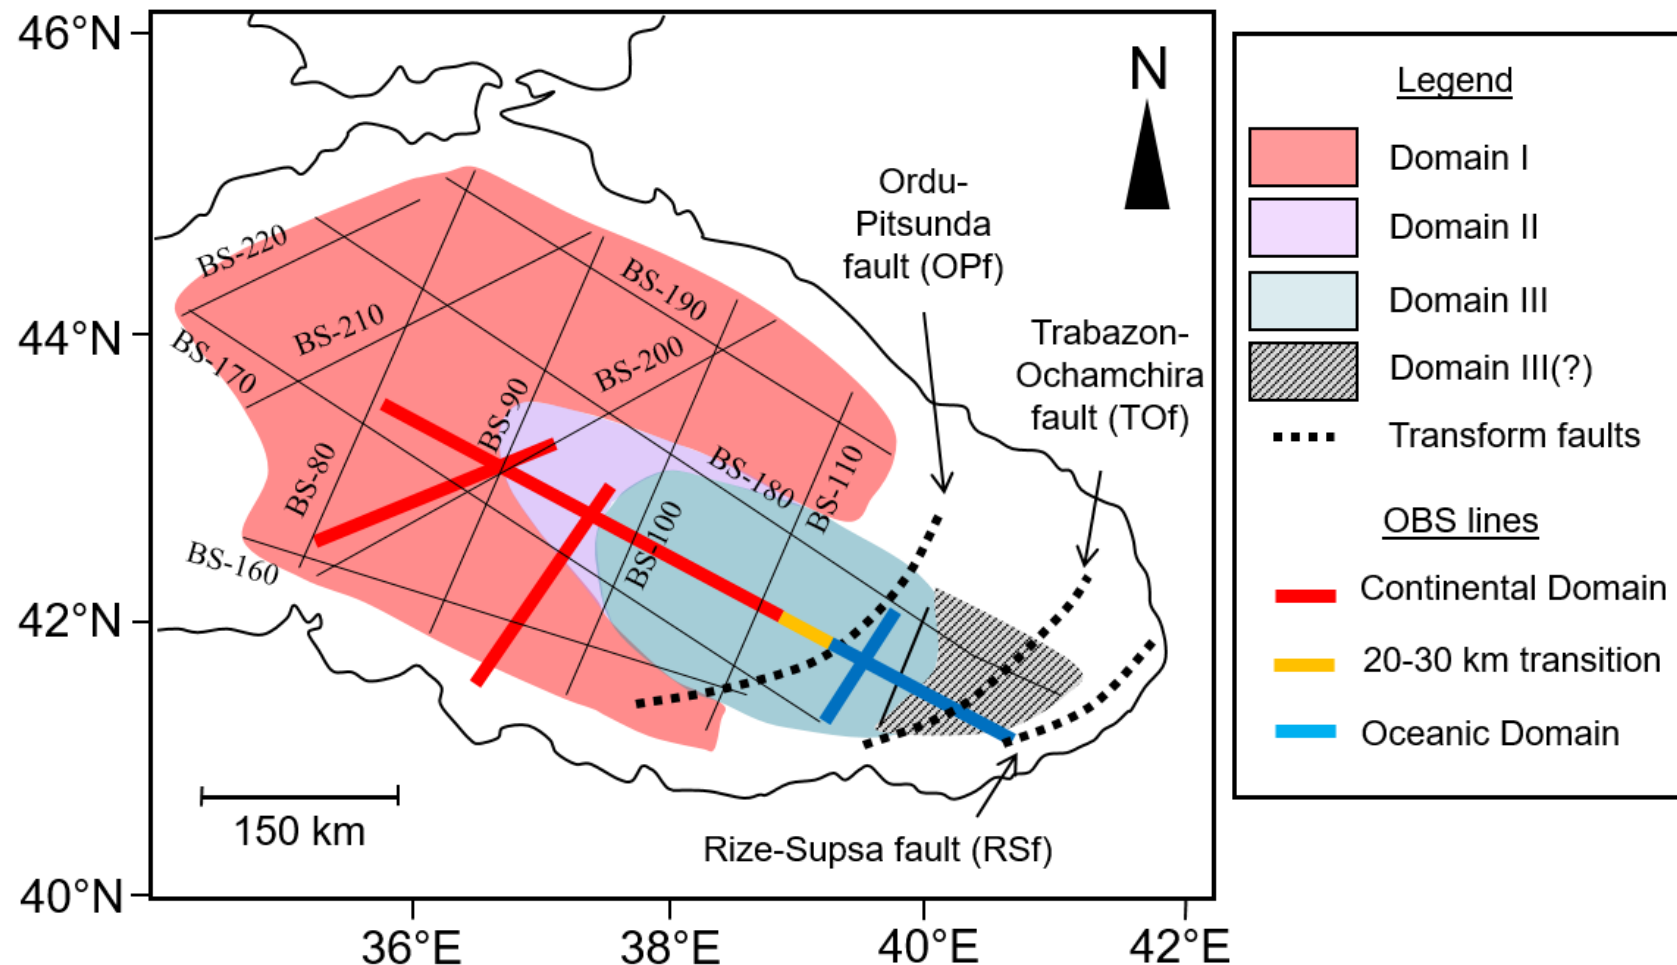 46°N
44°N
42°N
40°N
36°E
38°E
40°E
42°E
N
Ordu-
Pitsunda
fault (OPf)
Trabazon-
Ochamchira
fault (TOf)
Rize-Supsa fault (RSf)
BS-220
BS-210
BS-170
BS-190
BS-200
BS-90
BS-80
BS-160
BS-180
BS-110
BS-100
150 km
Legend
Domain I
Domain II
Domain III
Domain III(?)
Transform faults
OBS lines
Continental Domain
20-30 km transition
Oceanic Domain